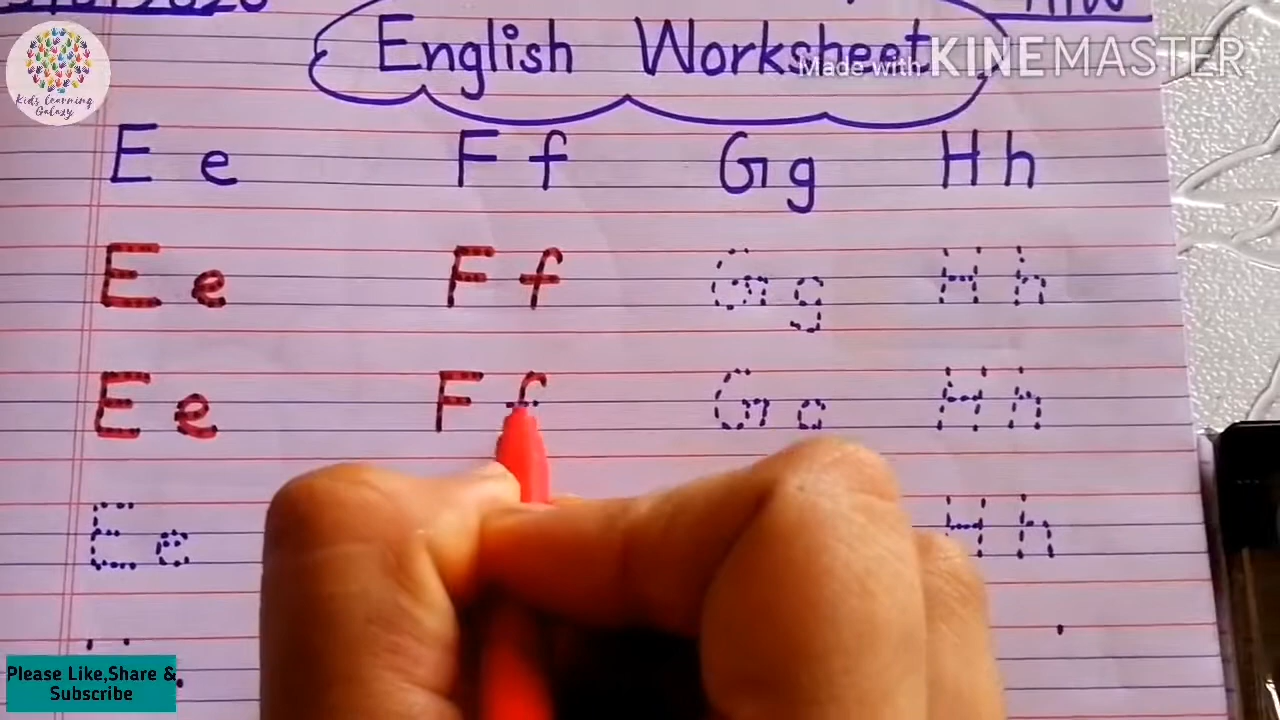 English Worksheet
Made with KINEMASTER
Kids Learning
Galaxy
E e F f G g H h
E e F f G g H h
E e F f G H h
E e H h
Please Like,Share &
Subscribe